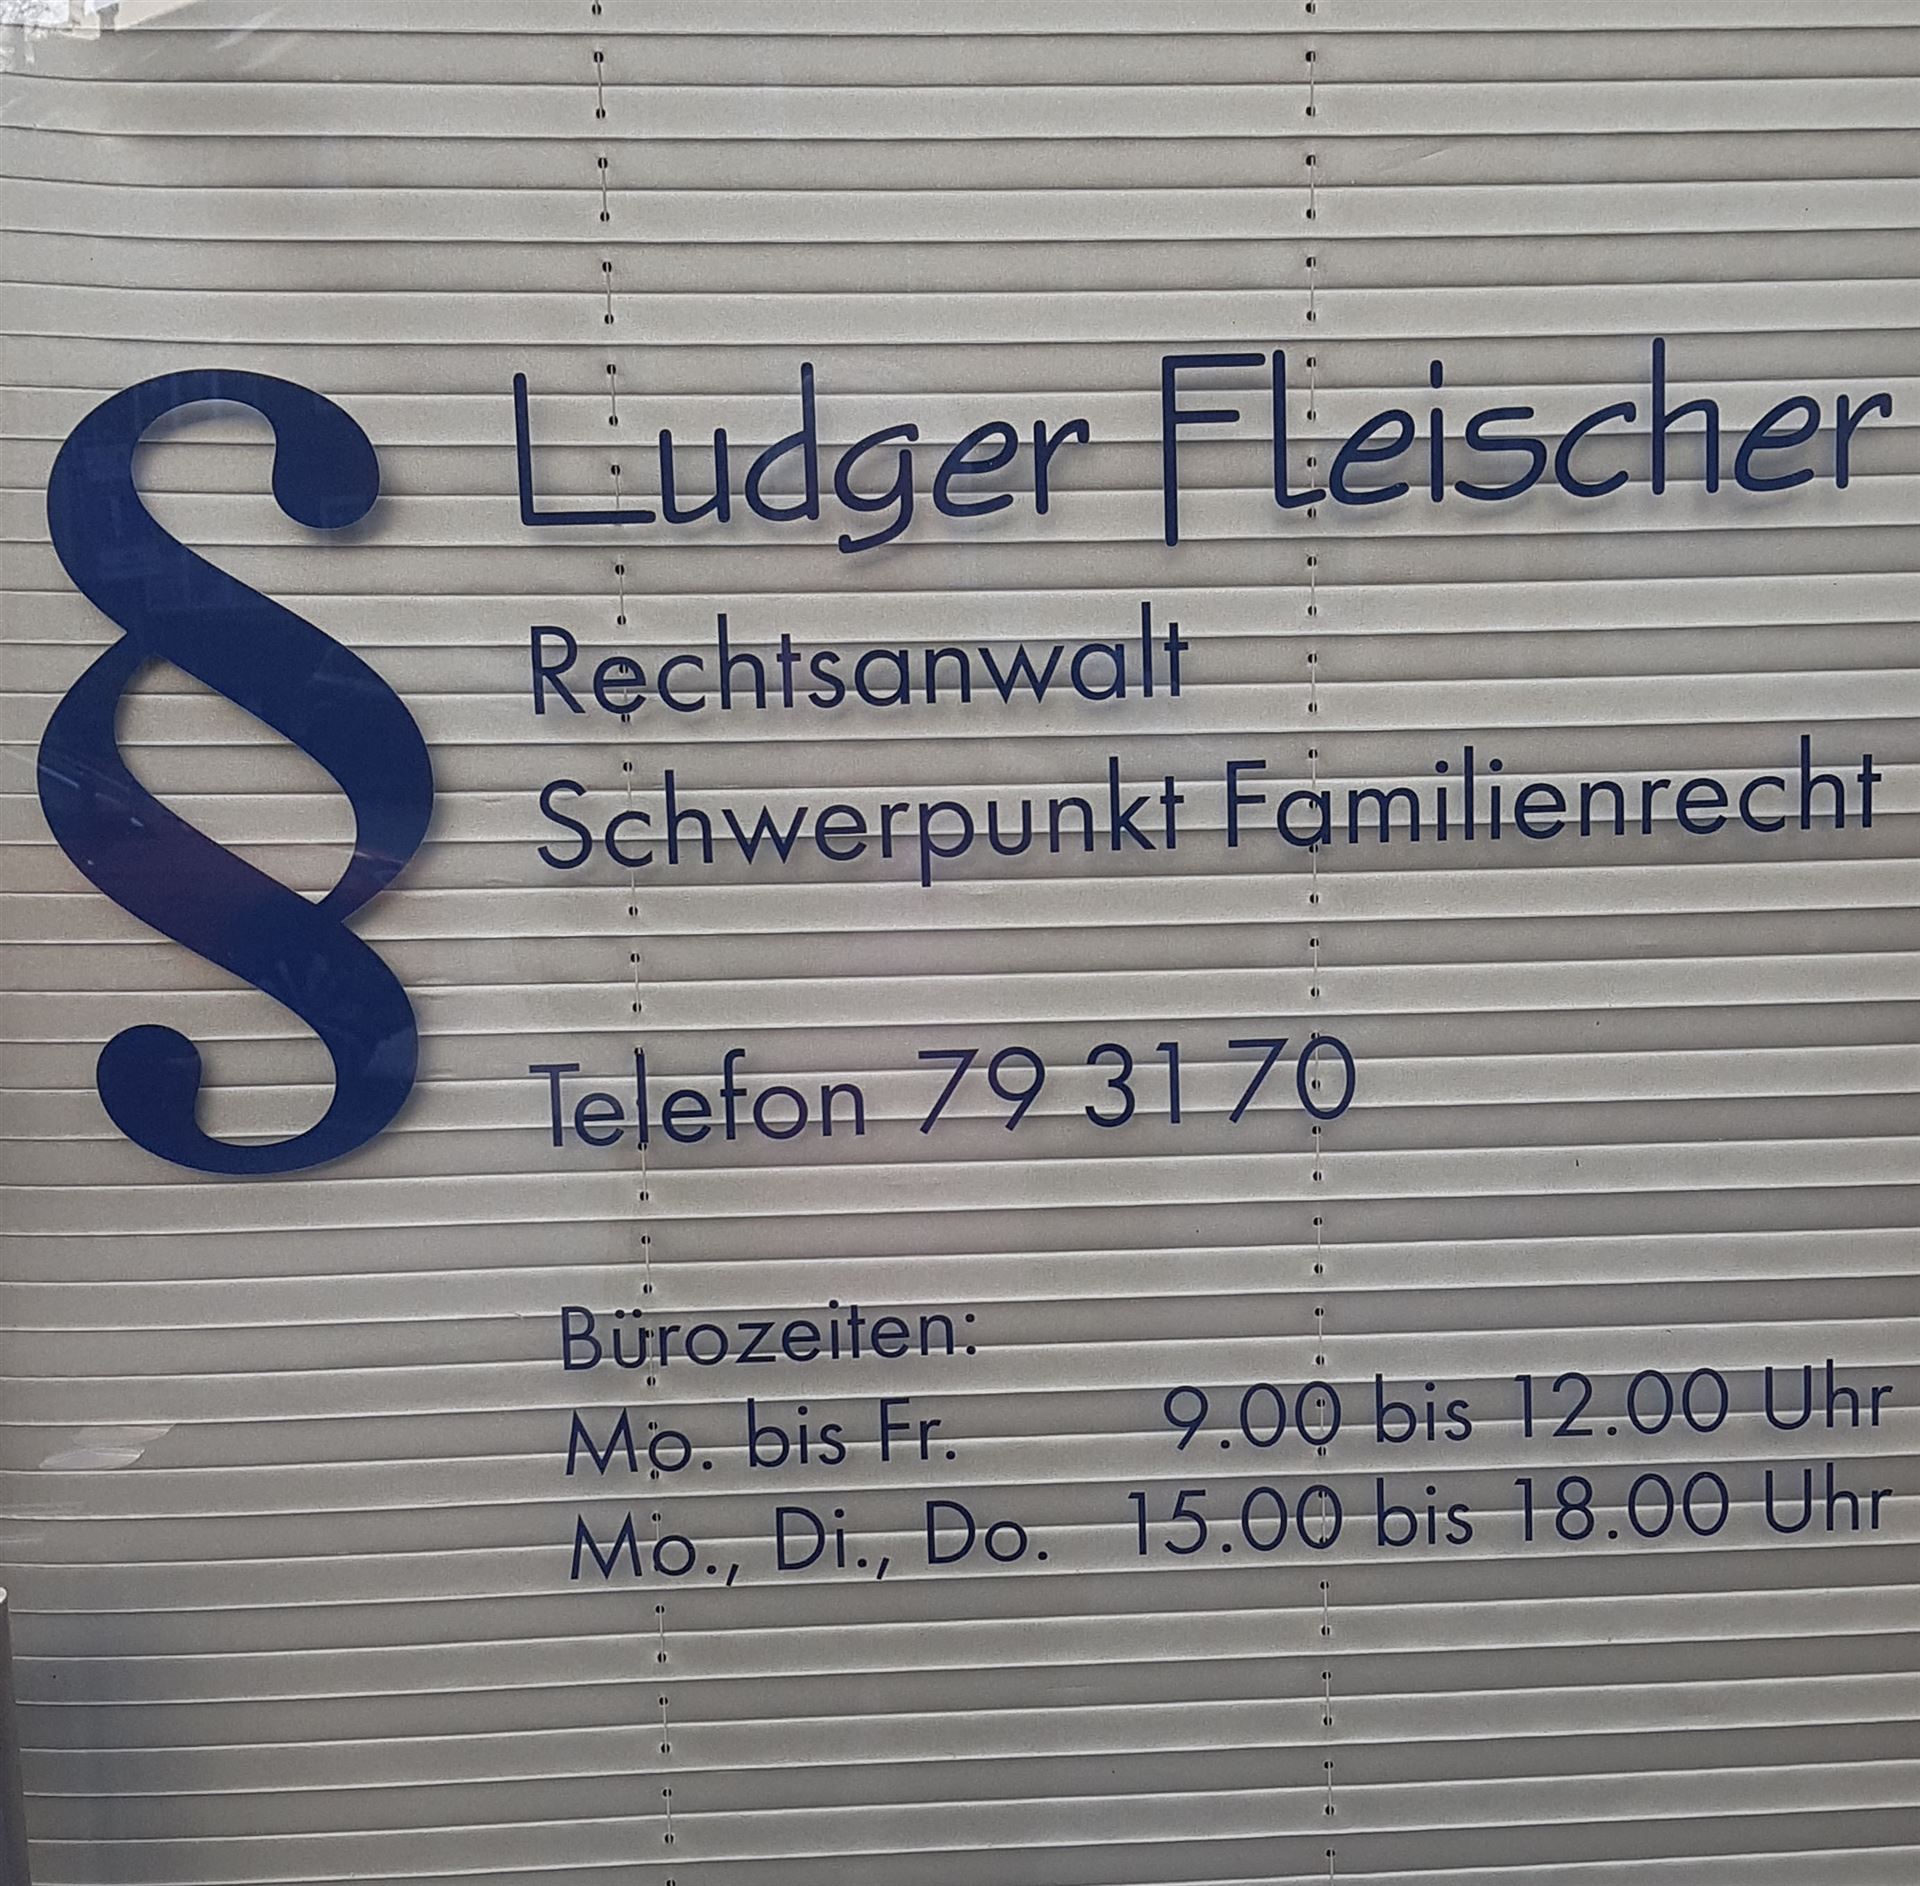 §
Ludger Fleischer
Rechtsanwalt
Schwerpunkt Familienrecht
Telefon 79 31 70
Bürozeiten:
Mo. bis Fr. 9.00 bis 12.00 Uhr
Mo., Di., Do. 15.00 bis 18.00 Uhr